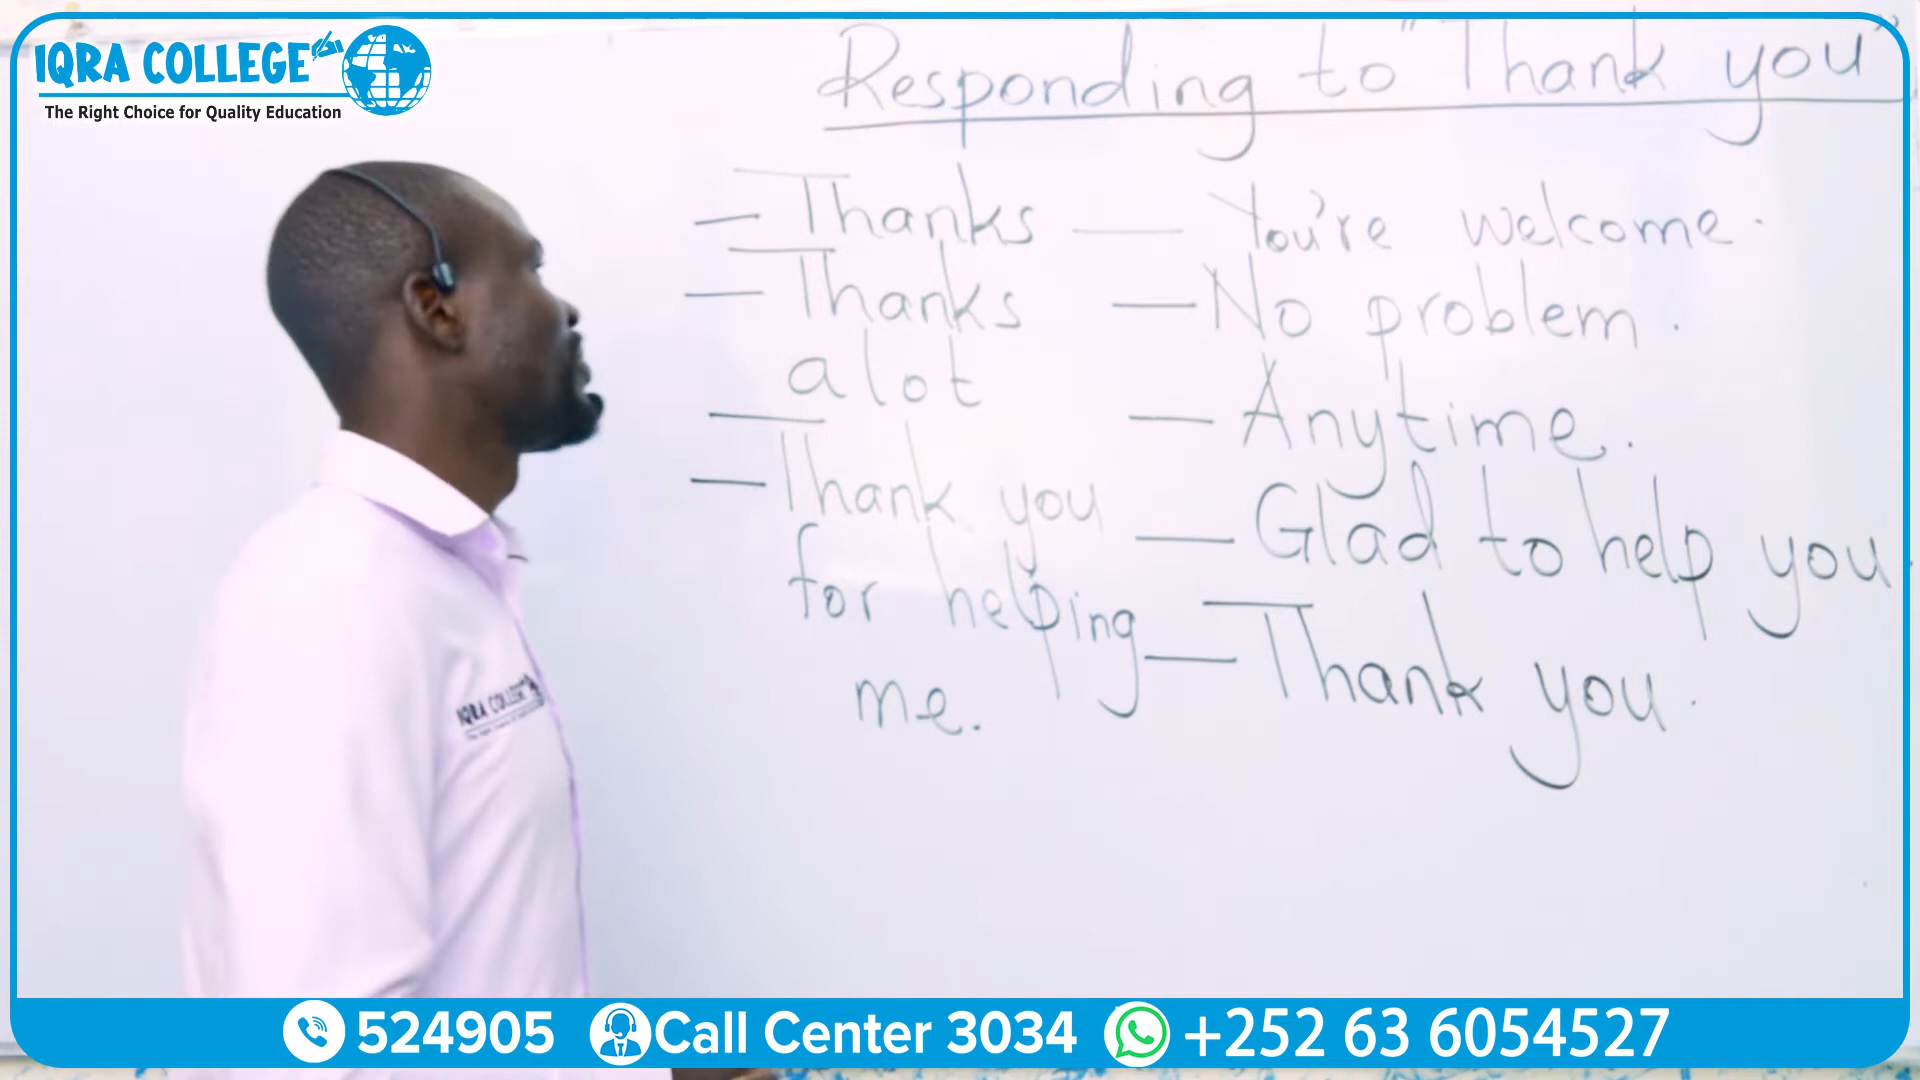 IQRA COLLEGE
The Right Choice for Quality Education
Responding to "Thank you"
— Thanks — You're welcome.
— Thanks — No problem.
alot
— Anytime.
— Thank you
— Glad to help you.
for helping
— Thank you.
me.
IQRA COLLEGE
524905
Call Center 3034
+252 63 6054527